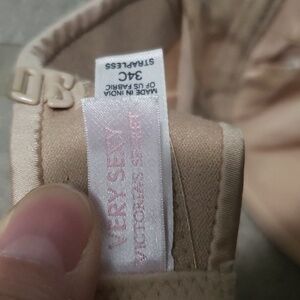 STRAPLESS
34C
MADE IN INDIA
OF US FABRIC
VERY SEXY
VICTORIA'S SECRET